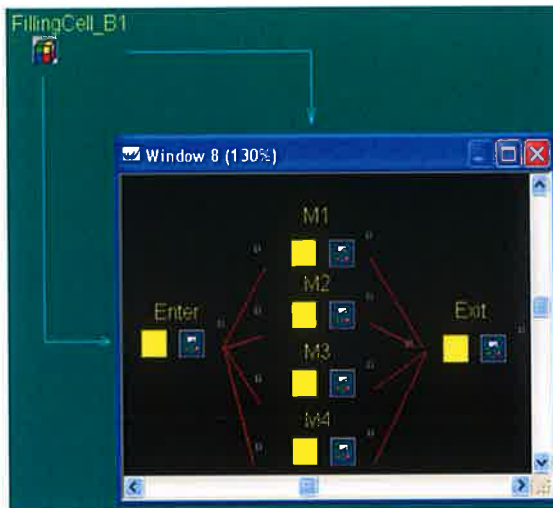 FillingCell_B1
Window 8 (130%)
M1
M2
Enter
Exit
M3
M4